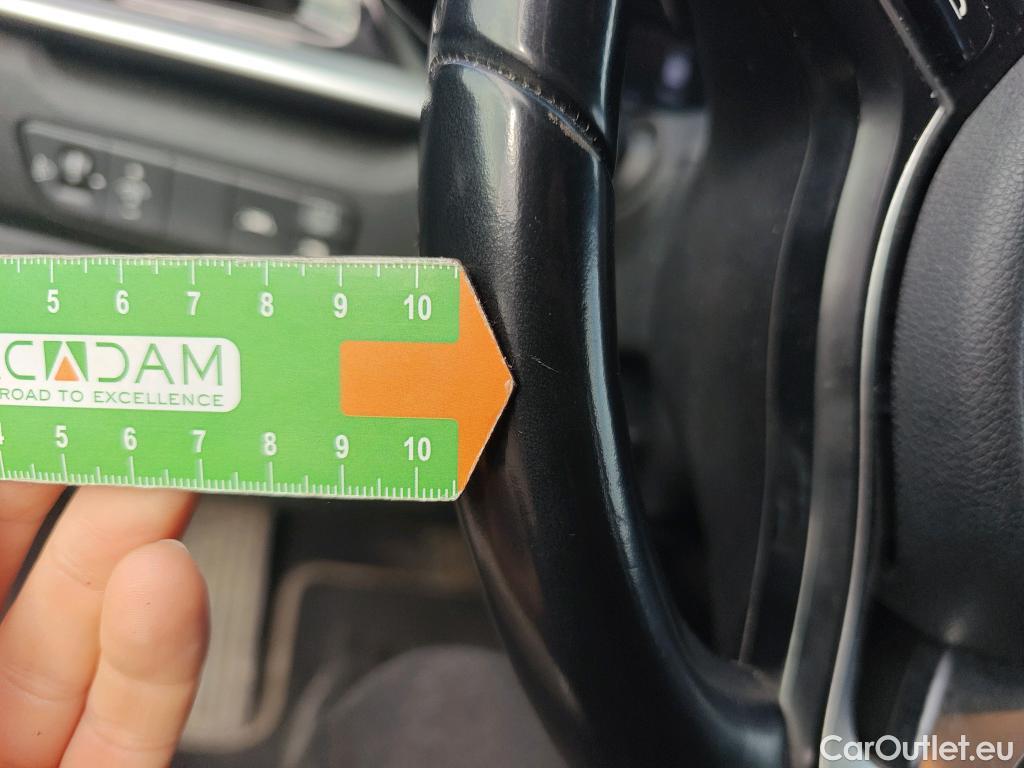 5 6 7 8 9 10
CADAM
ROAD TO EXCELLENCE
5 6 7 8 9 10
CarOutlet.eu